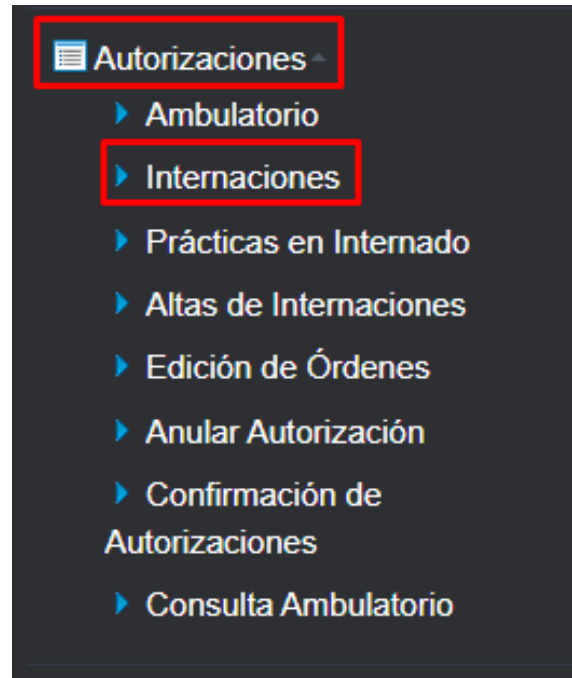 Autorizaciones
Ambulatorio
Internaciones
Prácticas en Internado
Altas de Internaciones
Edición de Órdenes
Anular Autorización
Confirmación de
Autorizaciones
Consulta Ambulatorio